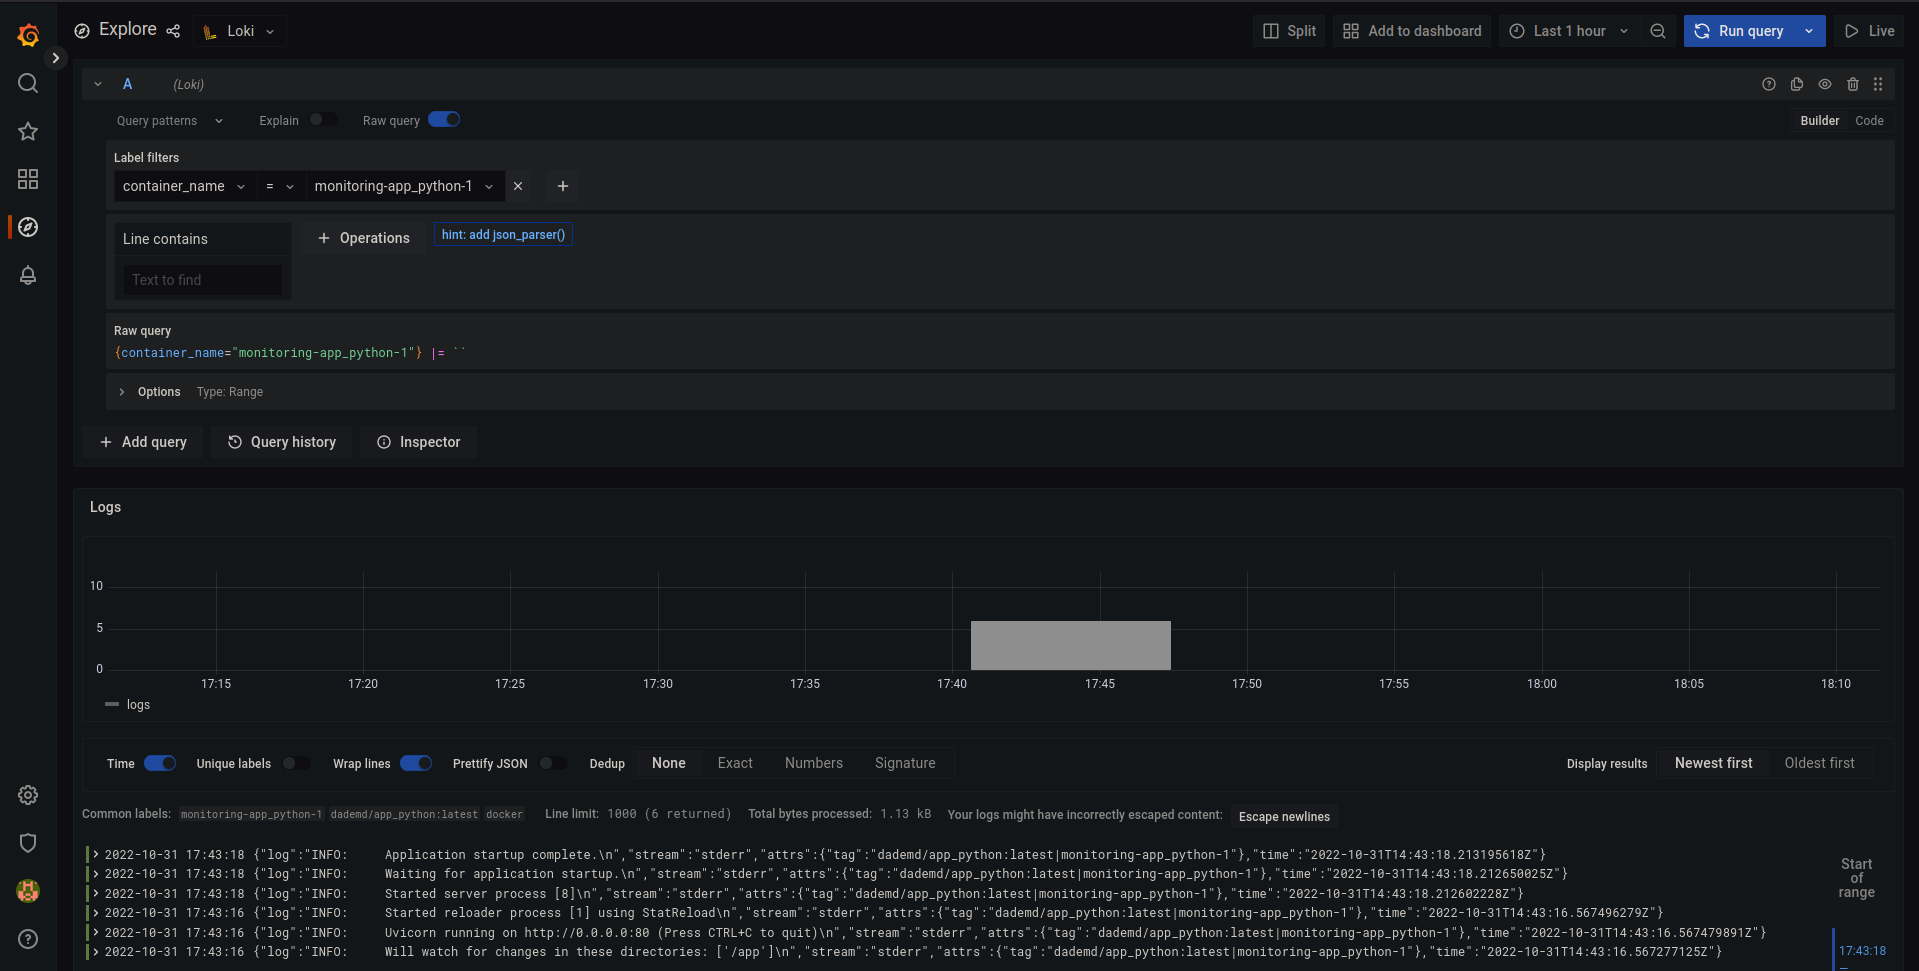 Explore Loki Split Add to dashboard Last 1 hour Run query Live
A (Loki)
Query patterns Explain Raw query Builder Code
Label filters
container_name = monitoring-app_python-1
Line contains Operations hint: add json_parser()
Text to find
Raw query
{container_name="monitoring-app_python-1"} |= ``
Options Type: Range
Add query Query history Inspector
Logs
10
5
0
17:15 17:20 17:25 17:30 17:35 17:40 17:45 17:50 17:55 18:00 18:05 18:10
logs
Time Unique labels Wrap lines Prettify JSON Dedup None Exact Numbers Signature Display results Newest first Oldest first
Common labels: monitoring-app_python-1 dademd/app_python:latest docker Line limit: 1000 (6 returned) Total bytes processed: 1.13 kB Your logs might have incorrectly escaped content: Escape newlines
2022-10-31 17:43:18 {"log":"INFO:     Application startup complete.\n","stream":"stderr","attrs":{"tag":"dademd/app_python:latest|monitoring-app_python-1"},"time":"2022-10-31T14:43:18.213195618Z"}
2022-10-31 17:43:18 {"log":"INFO:     Waiting for application startup.\n","stream":"stderr","attrs":{"tag":"dademd/app_python:latest|monitoring-app_python-1"},"time":"2022-10-31T14:43:18.212650025Z"}
2022-10-31 17:43:18 {"log":"INFO:     Started server process [8]\n","stream":"stderr","attrs":{"tag":"dademd/app_python:latest|monitoring-app_python-1"},"time":"2022-10-31T14:43:18.212602228Z"}
2022-10-31 17:43:16 {"log":"INFO:     Started reloader process [1] using StatReload\n","stream":"stderr","attrs":{"tag":"dademd/app_python:latest|monitoring-app_python-1"},"time":"2022-10-31T14:43:16.567496279Z"}
2022-10-31 17:43:16 {"log":"INFO:     Uvicorn running on http://0.0.0.0:80 (Press CTRL+C to quit)\n","stream":"stderr","attrs":{"tag":"dademd/app_python:latest|monitoring-app_python-1"},"time":"2022-10-31T14:43:16.567479891Z"}
2022-10-31 17:43:16 {"log":"INFO:     Will watch for changes in these directories: ['/app']\n","stream":"stderr","attrs":{"tag":"dademd/app_python:latest|monitoring-app_python-1"},"time":"2022-10-31T14:43:16.567277125Z"}
Start
of
range
17:43:18